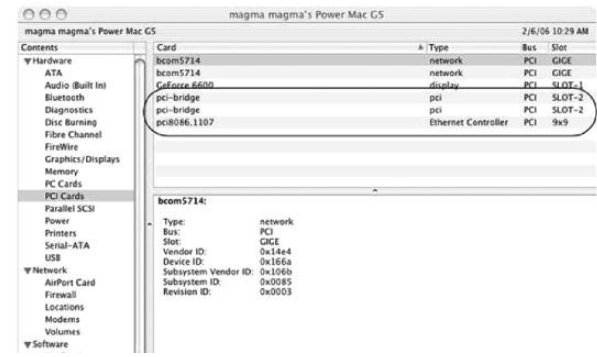 magma magma's Power Mac G5
magma magma's Power Mac G5 2/6/06 10:29 AM
Contents Card Type Bus Slot
Hardware bcom5714 network PCI GIGE
ATA bcom5714 network PCI GIGE
Audio (Built In) GeForce 6600 display PCI SLOT-1
Bluetooth pci-bridge pci PCI SLOT-2
Diagnostics pci-bridge pci PCI SLOT-2
Disc Burning pci8086,1107 Ethernet Controller PCI 9x9
Fibre Channel
FireWire
Graphics/Displays
Memory
PC Cards
PCI Cards bcom5714:
Parallel SCSI
Power Type: network
Printers Bus: PCI
Serial-ATA Slot: GIGE
USB Vendor ID: 0x14e4
Network Device ID: 0x166a
AirPort Card Subsystem Vendor ID: 0x106b
Firewall Subsystem ID: 0x0085
Locations Revision ID: 0x0003
Modems
Volumes
Software